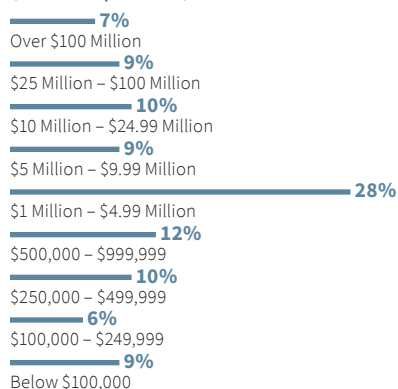 7%
Over $100 Million
9%
$25 Million – $100 Million
10%
$10 Million – $24.99 Million
9%
$5 Million – $9.99 Million
28%
$1 Million – $4.99 Million
12%
$500,000 – $999,999
10%
$250,000 – $499,999
6%
$100,000 – $249,999
9%
Below $100,000